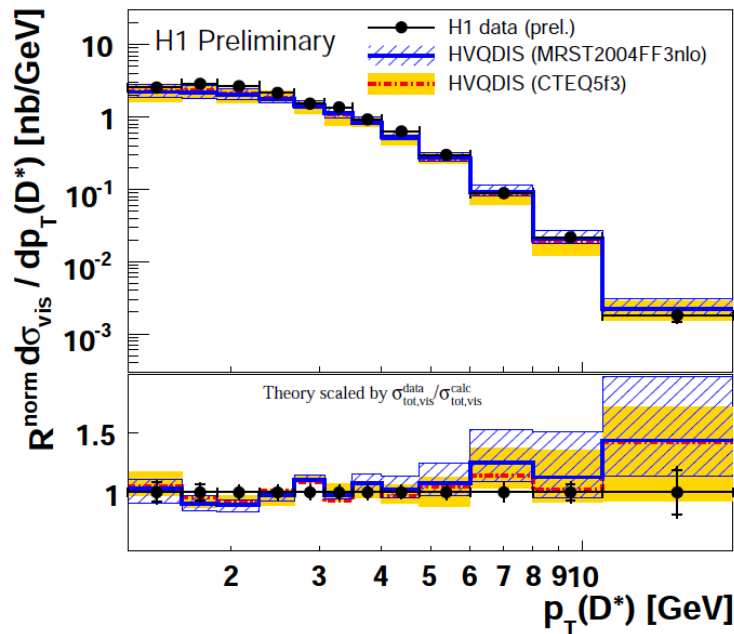 R^norm dσ_vis / dp_T(D*) [nb/GeV]
H1 Preliminary
H1 data (prel.)
HVQDIS (MRST2004FF3nlo)
HVQDIS (CTEQ5f3)
10
1
10^-1
10^-2
10^-3
Theory scaled by σ^data_tot,vis/σ^calc_tot,vis
1.5
1
2 3 4 5 6 7 8 9 10
p_T(D*) [GeV]